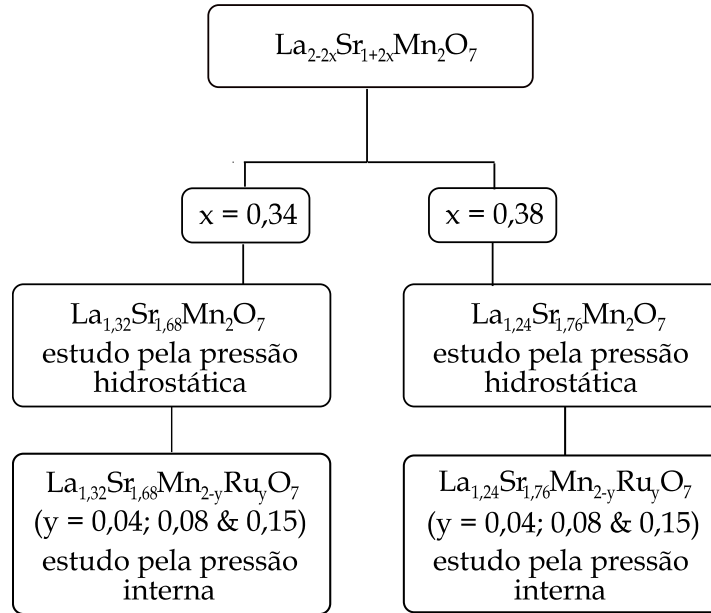 La2-2xSr1+2xMn2O7
x = 0,34
x = 0,38
La1,32Sr1,68Mn2O7
estudo pela pressão
hidrostática
La1,24Sr1,76Mn2O7
estudo pela pressão
hidrostática
La1,32Sr1,68Mn2-yRuyO7
(y = 0,04; 0,08 & 0,15)
estudo pela pressão
interna
La1,24Sr1,76Mn2-yRuyO7
(y = 0,04; 0,08 & 0,15)
estudo pela pressão
interna